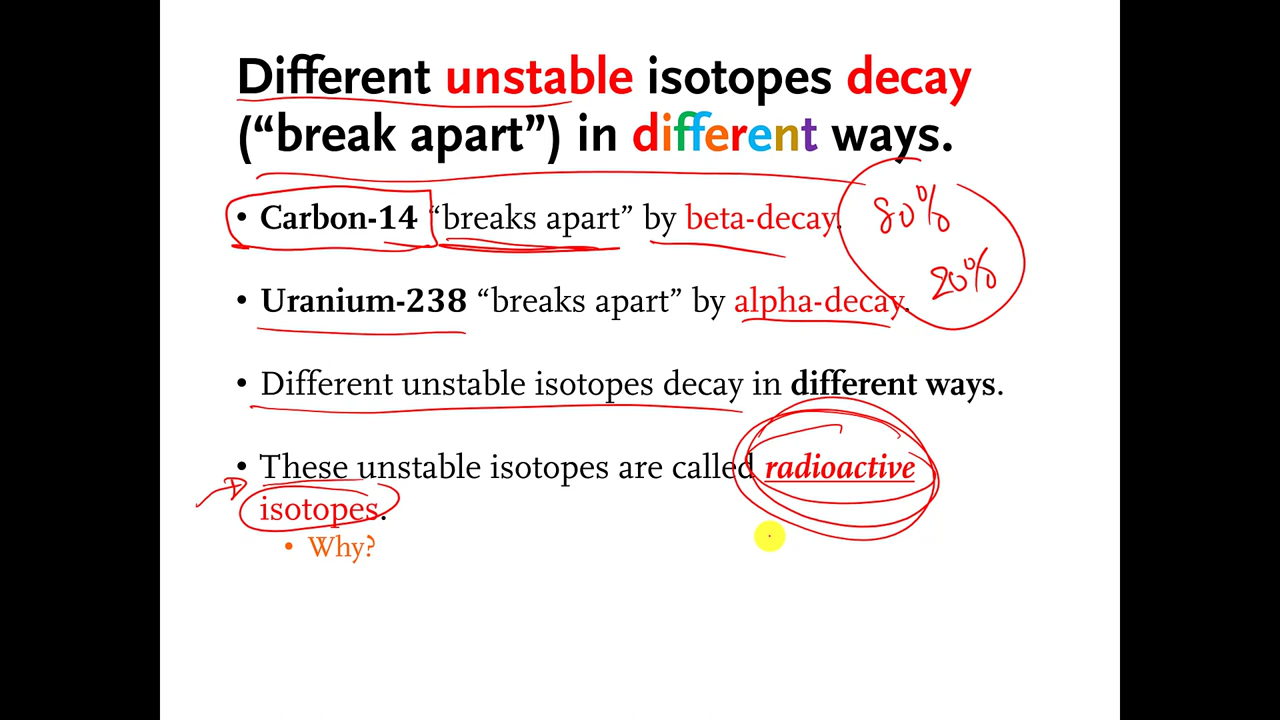 Different unstable isotopes decay
(“break apart”) in different ways.
• Carbon-14 “breaks apart” by beta-decay.
80%
20%
• Uranium-238 “breaks apart” by alpha-decay.
• Different unstable isotopes decay in different ways.
• These unstable isotopes are called radioactive
isotopes.
• Why?